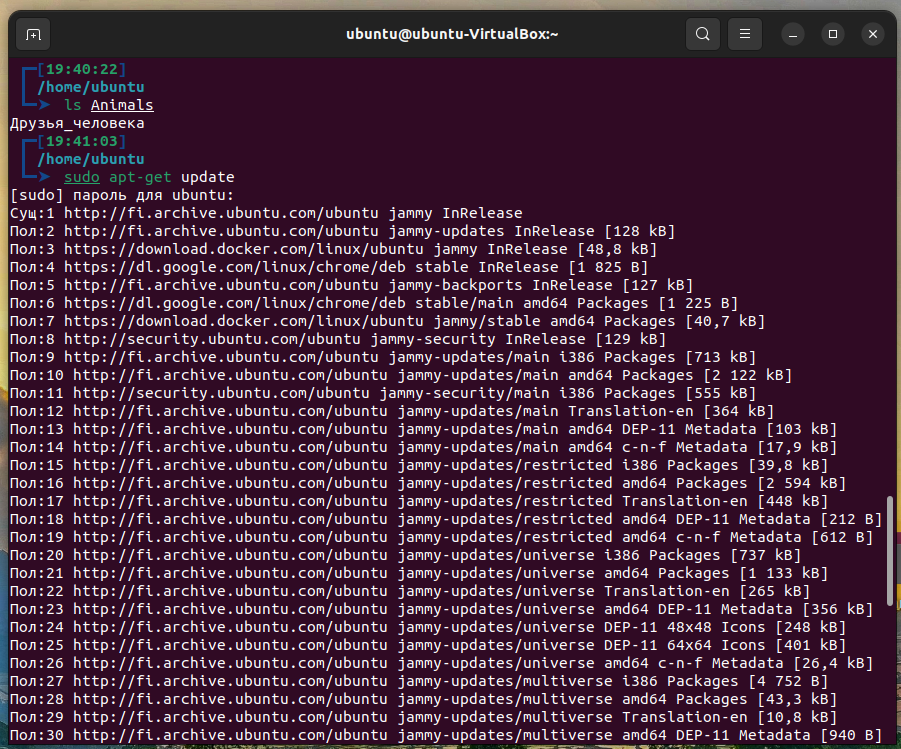 ubuntu@ubuntu-VirtualBox:~
[19:40:22]
/home/ubuntu
ls Animals
Друзья_человека
[19:41:03]
/home/ubuntu
sudo apt-get update
[sudo] пароль для ubuntu:
Сущ:1 http://fi.archive.ubuntu.com/ubuntu jammy InRelease
Пол:2 http://fi.archive.ubuntu.com/ubuntu jammy-updates InRelease [128 kB]
Пол:3 https://download.docker.com/linux/ubuntu jammy InRelease [48,8 kB]
Пол:4 https://dl.google.com/linux/chrome/deb stable InRelease [1 825 B]
Пол:5 http://fi.archive.ubuntu.com/ubuntu jammy-backports InRelease [127 kB]
Пол:6 https://dl.google.com/linux/chrome/deb stable/main amd64 Packages [1 225 B]
Пол:7 https://download.docker.com/linux/ubuntu jammy/stable amd64 Packages [40,7 kB]
Пол:8 http://security.ubuntu.com/ubuntu jammy-security InRelease [129 kB]
Пол:9 http://fi.archive.ubuntu.com/ubuntu jammy-updates/main i386 Packages [713 kB]
Пол:10 http://fi.archive.ubuntu.com/ubuntu jammy-updates/main amd64 Packages [2 122 kB]
Пол:11 http://security.ubuntu.com/ubuntu jammy-security/main i386 Packages [555 kB]
Пол:12 http://fi.archive.ubuntu.com/ubuntu jammy-updates/main Translation-en [364 kB]
Пол:13 http://fi.archive.ubuntu.com/ubuntu jammy-updates/main amd64 DEP-11 Metadata [103 kB]
Пол:14 http://fi.archive.ubuntu.com/ubuntu jammy-updates/main amd64 c-n-f Metadata [17,9 kB]
Пол:15 http://fi.archive.ubuntu.com/ubuntu jammy-updates/restricted i386 Packages [39,8 kB]
Пол:16 http://fi.archive.ubuntu.com/ubuntu jammy-updates/restricted amd64 Packages [2 594 kB]
Пол:17 http://fi.archive.ubuntu.com/ubuntu jammy-updates/restricted Translation-en [448 kB]
Пол:18 http://fi.archive.ubuntu.com/ubuntu jammy-updates/restricted amd64 DEP-11 Metadata [212 B]
Пол:19 http://fi.archive.ubuntu.com/ubuntu jammy-updates/restricted amd64 c-n-f Metadata [612 B]
Пол:20 http://fi.archive.ubuntu.com/ubuntu jammy-updates/universe i386 Packages [737 kB]
Пол:21 http://fi.archive.ubuntu.com/ubuntu jammy-updates/universe amd64 Packages [1 133 kB]
Пол:22 http://fi.archive.ubuntu.com/ubuntu jammy-updates/universe Translation-en [265 kB]
Пол:23 http://fi.archive.ubuntu.com/ubuntu jammy-updates/universe amd64 DEP-11 Metadata [356 kB]
Пол:24 http://fi.archive.ubuntu.com/ubuntu jammy-updates/universe DEP-11 48x48 Icons [248 kB]
Пол:25 http://fi.archive.ubuntu.com/ubuntu jammy-updates/universe DEP-11 64x64 Icons [401 kB]
Пол:26 http://fi.archive.ubuntu.com/ubuntu jammy-updates/universe amd64 c-n-f Metadata [26,4 kB]
Пол:27 http://fi.archive.ubuntu.com/ubuntu jammy-updates/multiverse i386 Packages [4 752 B]
Пол:28 http://fi.archive.ubuntu.com/ubuntu jammy-updates/multiverse amd64 Packages [43,3 kB]
Пол:29 http://fi.archive.ubuntu.com/ubuntu jammy-updates/multiverse Translation-en [10,8 kB]
Пол:30 http://fi.archive.ubuntu.com/ubuntu jammy-updates/multiverse amd64 DEP-11 Metadata [940 B]